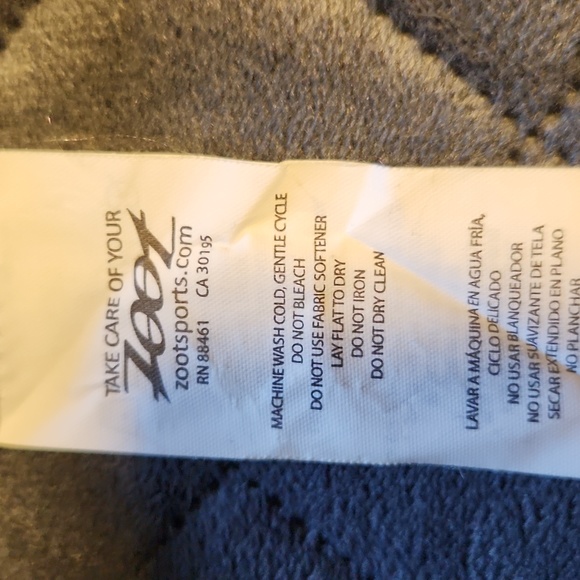 TAKE CARE OF YOUR
ZOOT
zootsports.com
RN 88461 CA 30195
MACHINE WASH COLD, GENTLE CYCLE
DO NOT BLEACH
DO NOT USE FABRIC SOFTENER
LAY FLAT TO DRY
DO NOT IRON
DO NOT DRY CLEAN
LAVAR A MÁQUINA EN AGUA FRÍA,
CICLO DELICADO
NO USAR BLANQUEADOR
NO USAR SUAVIZANTE DE TELA
SECAR EXTENDIDO EN PLANO
NO PLANCHAR